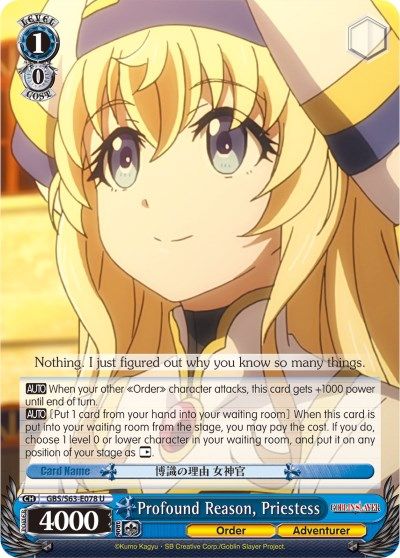 LEVEL
1
0
COST
Nothing. I just figured out why you know so many things.
AUTO When your other «Order» character attacks, this card gets +1000 power
until end of turn.
AUTO [Put 1 card from your hand into your waiting room] When this card is
put into your waiting room from the stage, you may pay the cost. If you do,
choose 1 level 0 or lower character in your waiting room, and put it on any
position of your stage as
Card Name 博識の理由 女神官
CH GBS/S63-E078 U
POWER 4000 SOUL Profound Reason, Priestess GOBLIN SLAYER
Order Adventurer
©Kumo Kagyu・SB Creative Corp./Goblin Slayer Project.